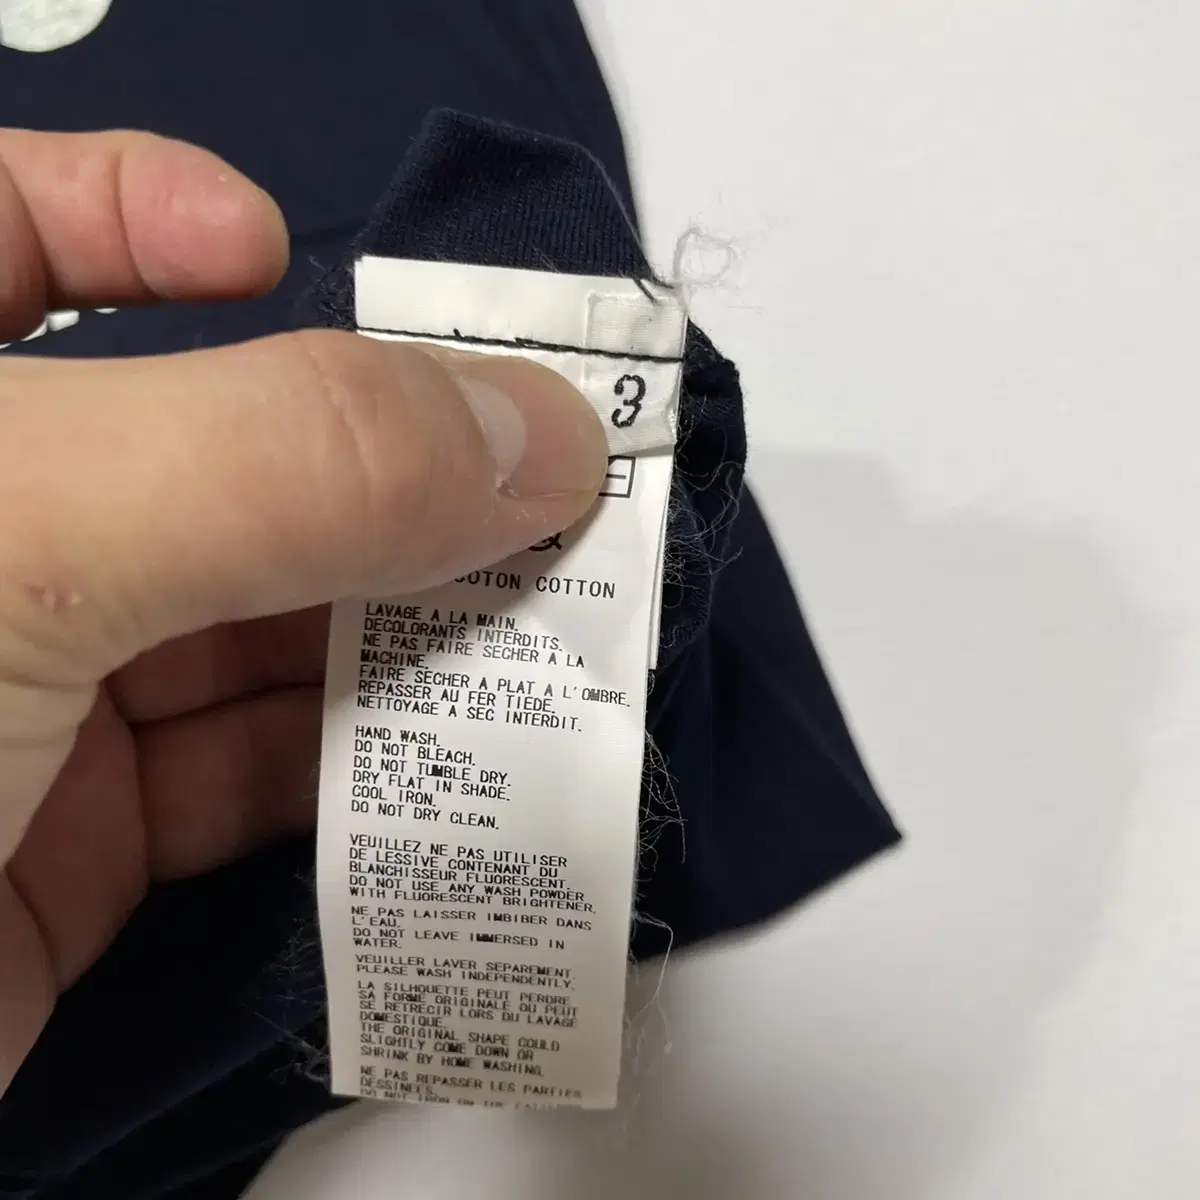 3
COTON COTTON
LAVAGE A LA MAIN.
DECOLORANTS INTERDITS.
NE PAS FAIRE SECHER A LA
MACHINE.
FAIRE SECHER A PLAT A L'OMBRE.
REPASSER AU FER TIEDE.
NETTOYAGE A SEC INTERDIT.
HAND WASH.
DO NOT BLEACH.
DO NOT TUMBLE DRY.
DRY FLAT IN SHADE.
COOL IRON.
DO NOT DRY CLEAN.
VEUILLEZ NE PAS UTILISER
DE LESSIVE CONTENANT DU
BLANCHISSEUR FLUORESCENT.
DO NOT USE ANY WASH POWDER
WITH FLUORESCENT BRIGHTENER.
NE PAS LAISSER IMBIBER DANS
L'EAU.
DO NOT LEAVE IMMERSED IN
WATER.
VEUILLER LAVER SEPAREMENT.
PLEASE WASH INDEPENDENTLY.
LA SILHOUETTE PEUT PERDRE
SA FORME ORIGINALE OU PEUT
SE RETRECIR LORS DU LAVAGE
DOMESTIQUE.
THE ORIGINAL SHAPE COULD
SLIGHTLY COME DOWN OR
SHRINK BY HOME WASHING.
NE PAS REPASSER LES PARTIES
DESSINEES.
DO NOT IRON ON THE